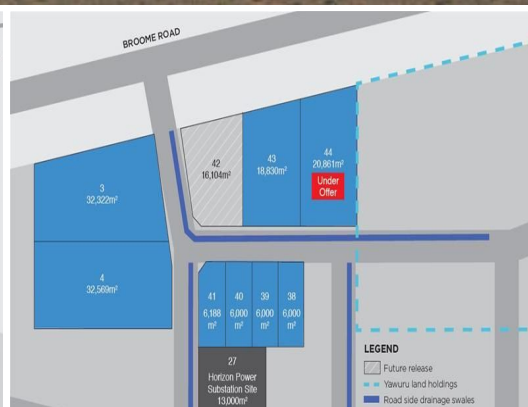 BROOME ROAD
3
32,322m²
4
32,569m²
42
16,104m²
43
18,830m²
44
20,861m²
Under
Offer
41
6,188
m²
40
6,000
m²
39
6,000
m²
38
6,000
m²
27
Horizon Power
Substation Site
13,000m²
LEGEND
Future release
Yawuru land holdings
Road side drainage swales